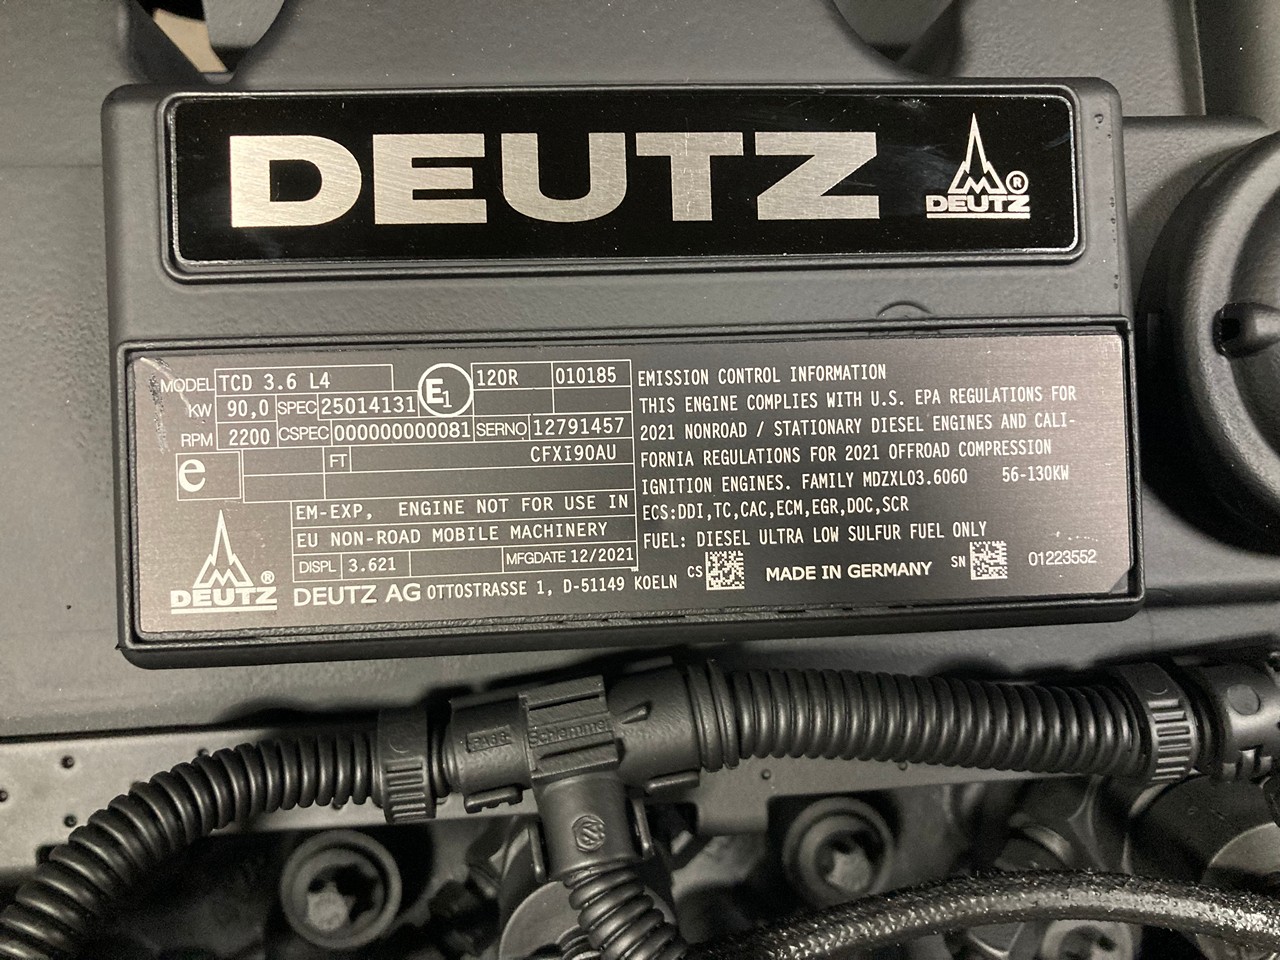 DEUTZ
DEUTZ ®
MODEL TCD 3.6 L4 E1 120R 010185
KW 90,0 SPEC 25014131
RPM 2200 CSPEC 000000000081 SERNO 12791457
e FT CFXI90AU
EM-EXP, ENGINE NOT FOR USE IN
EU NON-ROAD MOBILE MACHINERY
DISPL 3.621 MFGDATE 12/2021
DEUTZ ®
DEUTZ AG OTTOSTRASSE 1, D-51149 KOELN
EMISSION CONTROL INFORMATION
THIS ENGINE COMPLIES WITH U.S. EPA REGULATIONS FOR
2021 NONROAD / STATIONARY DIESEL ENGINES AND CALI-
FORNIA REGULATIONS FOR 2021 OFFROAD COMPRESSION
IGNITION ENGINES. FAMILY MDZXL03.6060 56-130KW
ECS:DDI,TC,CAC,ECM,EGR,DOC,SCR
FUEL: DIESEL ULTRA LOW SULFUR FUEL ONLY
CS MADE IN GERMANY SN 01223552
Schlemmer